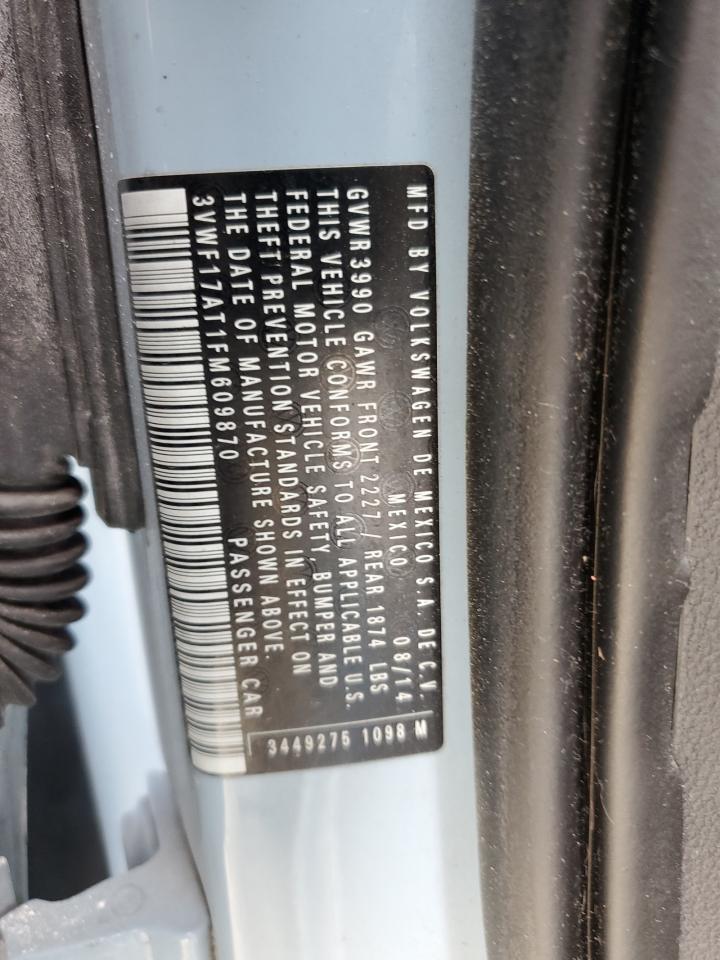 MFD BY VOLKSWAGEN DE MEXICO S.A. DE C.V.
MEXICO 08/14
GVWR 3990 GAWR FRONT 2227 / REAR 1874 LBS
THIS VEHICLE CONFORMS TO ALL APPLICABLE U.S.
FEDERAL MOTOR VEHICLE SAFETY, BUMPER AND
THEFT PREVENTION STANDARDS IN EFFECT ON
THE DATE OF MANUFACTURE SHOWN ABOVE.
3VWF17AT1FM609870 PASSENGER CAR
3449275 1098 M